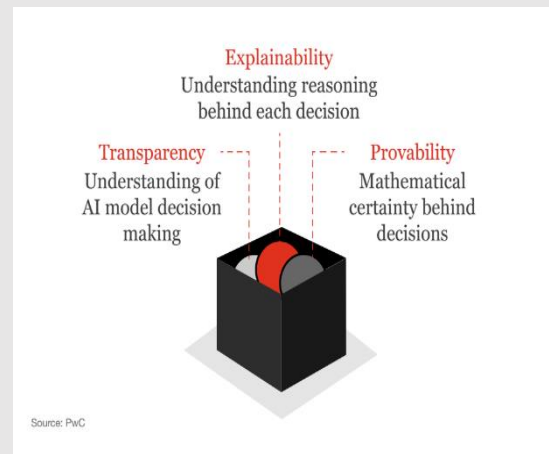 Explainability
Understanding reasoning
behind each decision
Transparency
Understanding of
AI model decision
making
Provability
Mathematical
certainty behind
decisions
Source: PwC